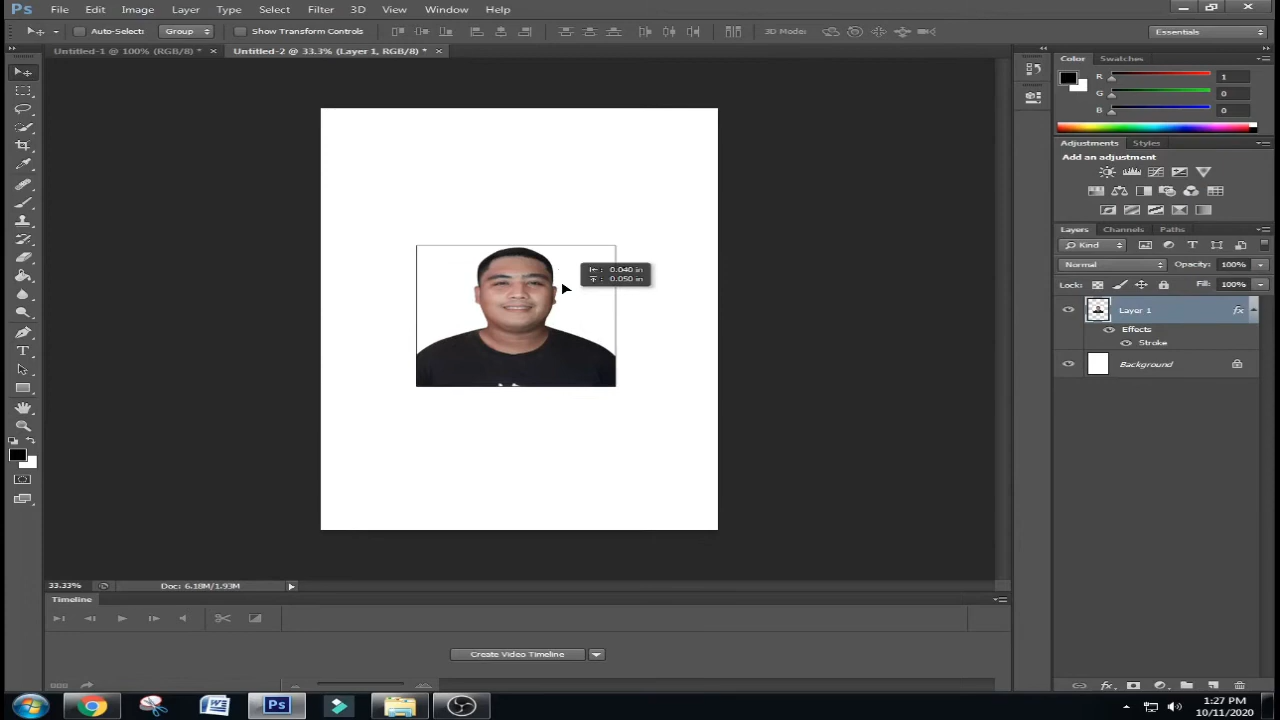 Ps File Edit Image Layer Type Select Filter 3D View Window Help
Auto-Select: Group Show Transform Controls 3D Mode: Essentials
Untitled-1 @ 100% (RGB/8) * × Untitled-2 @ 33.3% (Layer 1, RGB/8) * ×
Color Swatches
R 1
G 0
B 0
Adjustments Styles
Add an adjustment
Layers Channels Paths
Kind
Normal Opacity: 100%
Lock: Fill: 100%
Layer 1 fx
Effects
Stroke
Background
0.040 in
0.050 in
T
33.33% Doc: 6.18M/1.93M
Timeline
Create Video Timeline
fx
W Ps
1:27 PM
10/11/2020